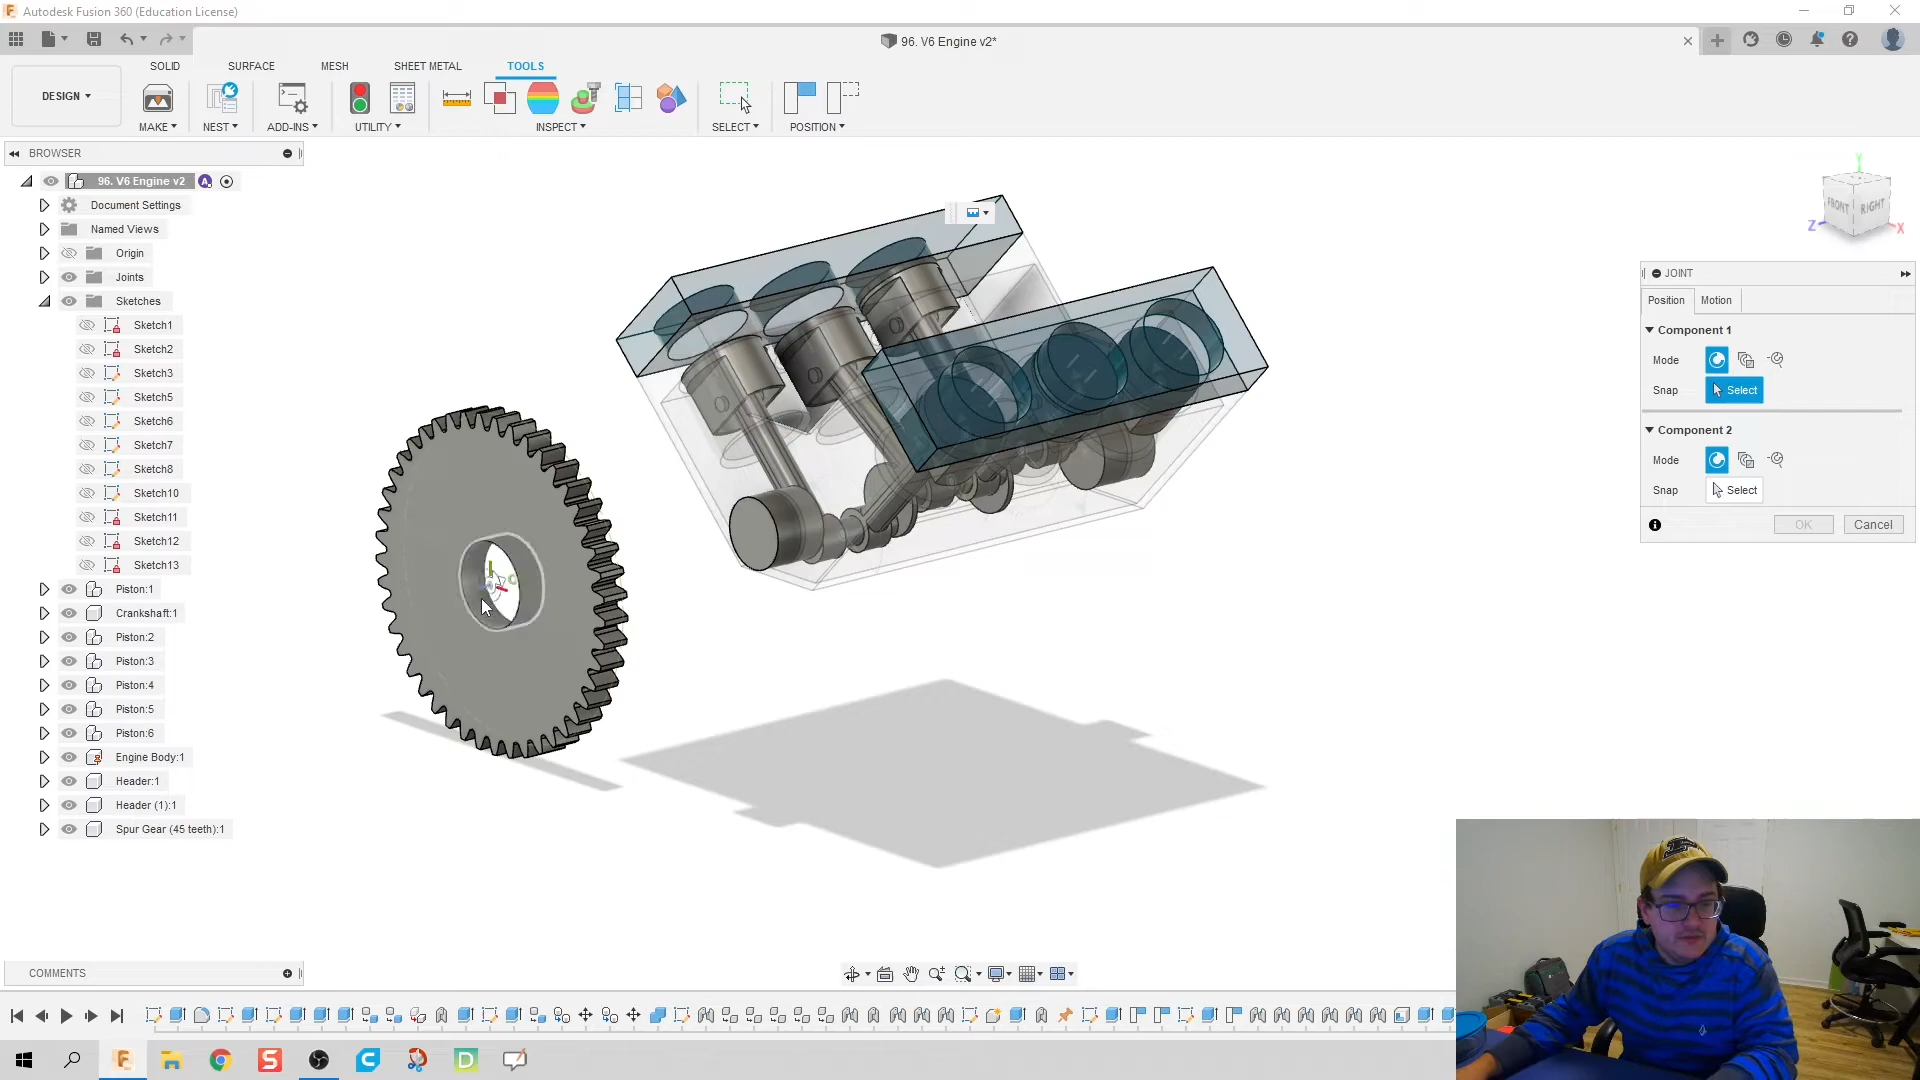 Autodesk Fusion 360 (Education License)
96. V6 Engine v2*
SOLID SURFACE MESH SHEET METAL TOOLS
DESIGN
MAKE NEST ADD-INS UTILITY INSPECT SELECT POSITION
BROWSER
96. V6 Engine v2
Document Settings
Named Views
Origin
Joints
Sketches
Sketch1
Sketch2
Sketch3
Sketch5
Sketch6
Sketch7
Sketch8
Sketch10
Sketch11
Sketch12
Sketch13
Piston:1
Crankshaft:1
Piston:2
Piston:3
Piston:4
Piston:5
Piston:6
Engine Body:1
Header:1
Header (1):1
Spur Gear (45 teeth):1
Y
FRONT RIGHT
Z X
JOINT
Position Motion
Component 1
Mode
Snap Select
Component 2
Mode
Snap Select
OK Cancel
COMMENTS